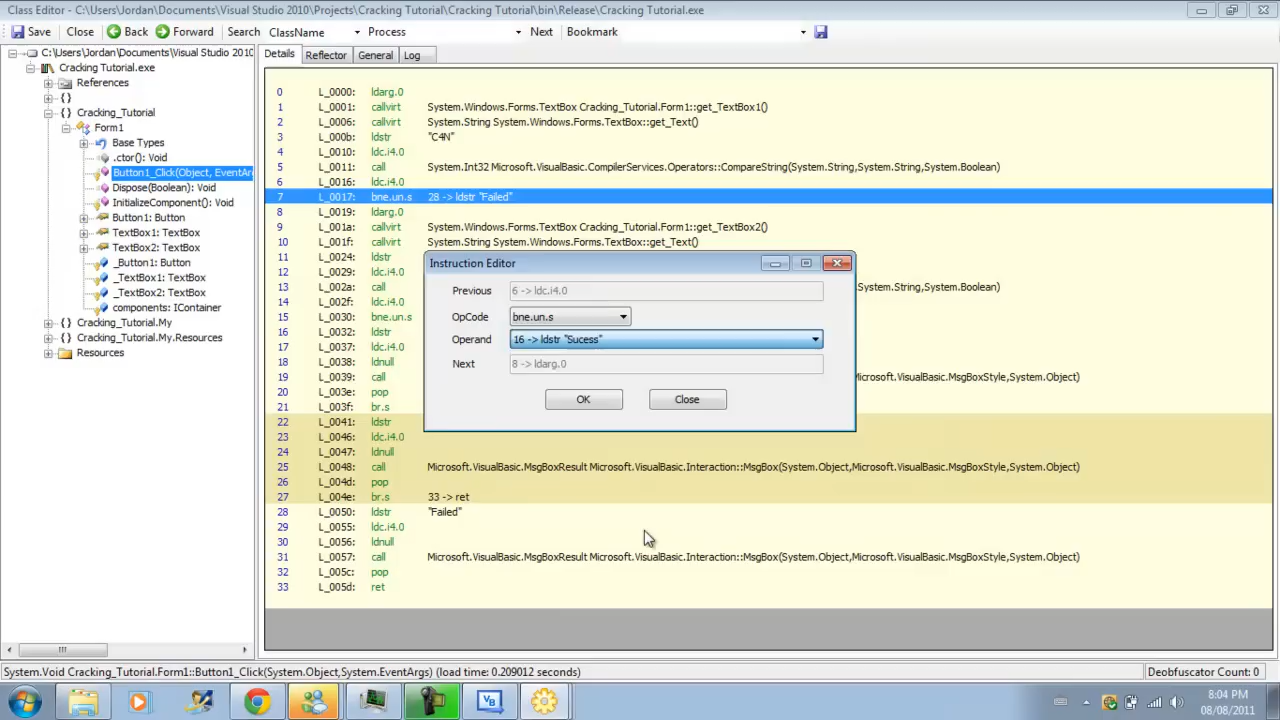 Class Editor - C:\Users\Jordan\Documents\Visual Studio 2010\Projects\Cracking Tutorial\Cracking Tutorial\bin\Release\Cracking Tutorial.exe
Save Close Back Forward Search ClassName Process Next Bookmark
C:\Users\Jordan\Documents\Visual Studio 2010
Cracking Tutorial.exe
References
{}
Cracking_Tutorial
Form1
Base Types
.ctor(): Void
Button1_Click(Object, EventArg
Dispose(Boolean): Void
InitializeComponent(): Void
Button1: Button
TextBox1: TextBox
TextBox2: TextBox
_Button1: Button
_TextBox1: TextBox
_TextBox2: TextBox
components: IContainer
{} Cracking_Tutorial.My
{} Cracking_Tutorial.My.Resources
Resources
Details Reflector General Log
0 L_0000: ldarg.0
1 L_0001: callvirt System.Windows.Forms.TextBox Cracking_Tutorial.Form1::get_TextBox1()
2 L_0006: callvirt System.String System.Windows.Forms.TextBox::get_Text()
3 L_000b: ldstr "C4N"
4 L_0010: ldc.i4.0
5 L_0011: call System.Int32 Microsoft.VisualBasic.CompilerServices.Operators::CompareString(System.String,System.String,System.Boolean)
6 L_0016: ldc.i4.0
7 L_0017: bne.un.s 28 -> ldstr "Failed"
8 L_0019: ldarg.0
9 L_001a: callvirt System.Windows.Forms.TextBox Cracking_Tutorial.Form1::get_TextBox2()
10 L_001f: callvirt System.String System.Windows.Forms.TextBox::get_Text()
11 L_0024: ldstr
12 L_0029: ldc.i4.0
13 L_002a: call .String,System.String,System.Boolean)
14 L_002f: ldc.i4.0
15 L_0030: bne.un.s
16 L_0032: ldstr
17 L_0037: ldc.i4.0
18 L_0038: ldnull
19 L_0039: call Microsoft.VisualBasic.MsgBoxStyle,System.Object)
20 L_003e: pop
21 L_003f: br.s
22 L_0041: ldstr
23 L_0046: ldc.i4.0
24 L_0047: ldnull
25 L_0048: call Microsoft.VisualBasic.MsgBoxResult Microsoft.VisualBasic.Interaction::MsgBox(System.Object,Microsoft.VisualBasic.MsgBoxStyle,System.Object)
26 L_004d: pop
27 L_004e: br.s 33 -> ret
28 L_0050: ldstr "Failed"
29 L_0055: ldc.i4.0
30 L_0056: ldnull
31 L_0057: call Microsoft.VisualBasic.MsgBoxResult Microsoft.VisualBasic.Interaction::MsgBox(System.Object,Microsoft.VisualBasic.MsgBoxStyle,System.Object)
32 L_005c: pop
33 L_005d: ret
Instruction Editor
Previous 6 -> ldc.i4.0
OpCode bne.un.s
Operand 16 -> ldstr "Sucess"
Next 8 -> ldarg.0
OK Close
System.Void Cracking_Tutorial.Form1::Button1_Click(System.Object,System.EventArgs) (load time: 0.209012 seconds)
Deobfuscator Count: 0
8:04 PM
08/08/2011